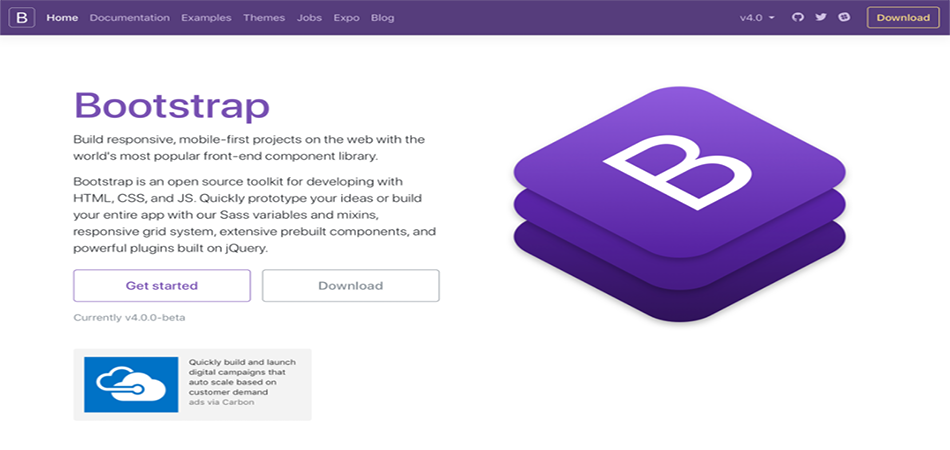 B Home Documentation Examples Themes Jobs Expo Blog v4.0 Download
Bootstrap
Build responsive, mobile-first projects on the web with the
world's most popular front-end component library.
Bootstrap is an open source toolkit for developing with
HTML, CSS, and JS. Quickly prototype your ideas or build
your entire app with our Sass variables and mixins,
responsive grid system, extensive prebuilt components, and
powerful plugins built on jQuery.
Get started Download
Currently v4.0.0-beta
Quickly build and launch
digital campaigns that
auto scale based on
customer demand
ads via Carbon
B